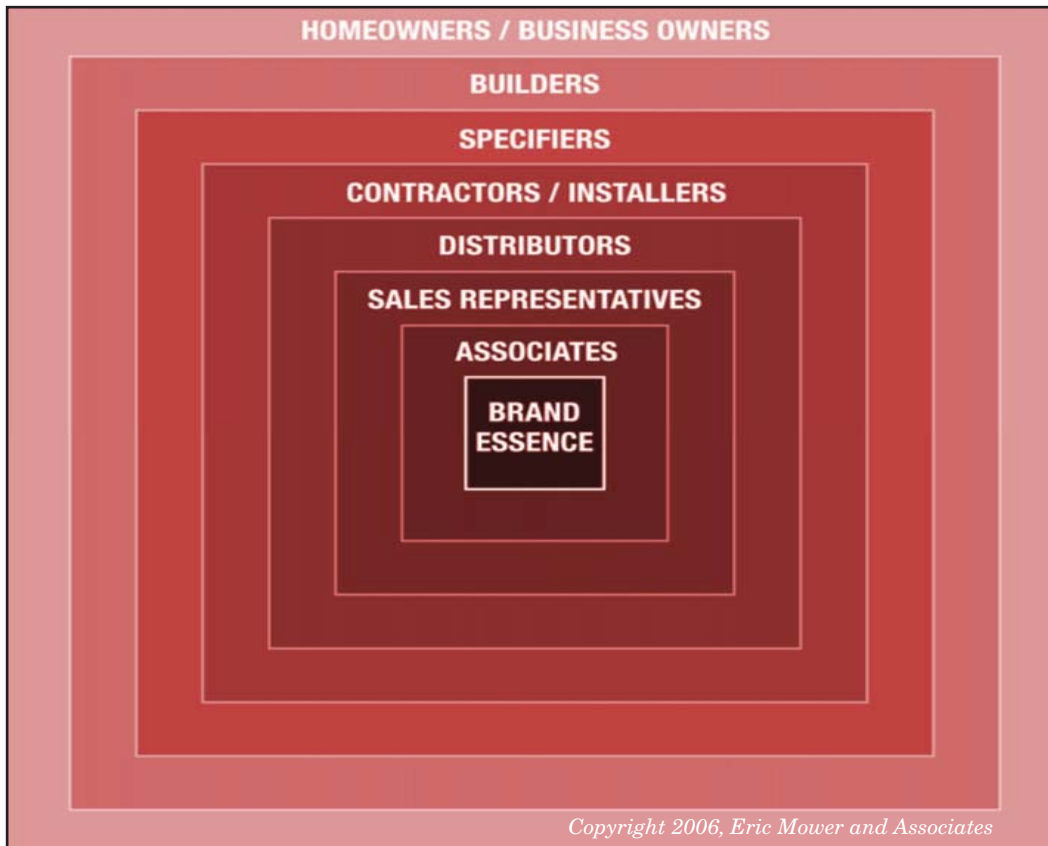 HOMEOWNERS / BUSINESS OWNERS
BUILDERS
SPECIFIERS
CONTRACTORS / INSTALLERS
DISTRIBUTORS
SALES REPRESENTATIVES
ASSOCIATES
BRAND
ESSENCE
Copyright 2006, Eric Mower and Associates